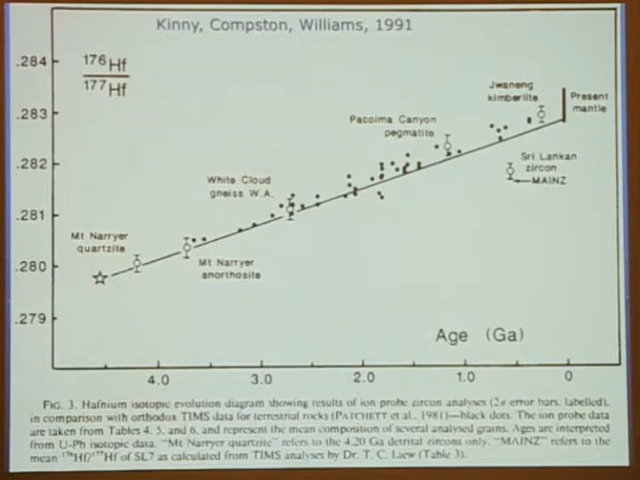 Kinny, Compston, Williams, 1991
.284
176Hf
177Hf
.283
.282
.281
.280
.279
Jwaneng
kimberlite
Present
mantle
Pacoima Canyon
pegmatite
Sri Lankan
zircon
MAINZ
White Cloud
gneiss W.A.
Mt Narryer
quartzite
Mt Narryer
anorthosite
Age (Ga)
4.0 3.0 2.0 1.0 0
FIG. 3. Hafnium isotopic evolution diagram showing results of ion probe zircon analyses (2σ error bars, labelled),
in comparison with orthodox TIMS data for terrestrial rocks (PATCHETT et al., 1981)—black dots. The ion probe data
are taken from Tables 4, 5, and 6, and represent the mean composition of several analysed grains. Ages are interpreted
from U-Pb isotopic data. "Mt Narryer quartzite" refers to the 4.20 Ga detrital zircons only. "MAINZ" refers to the
mean 176Hf/177Hf of SL7 as calculated from TIMS analyses by Dr. T. C. Liew (Table 3).